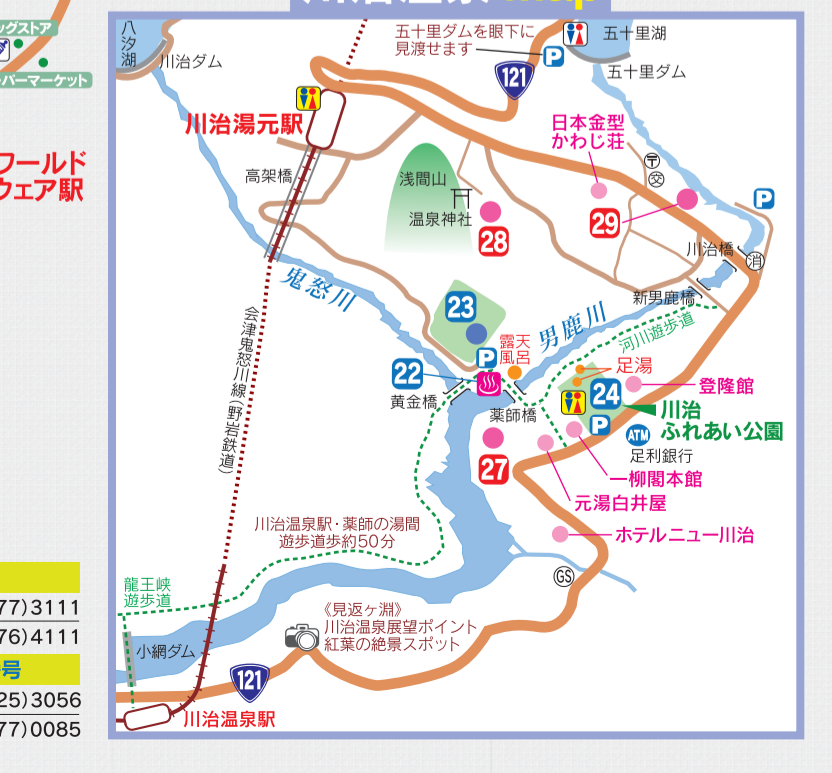 Map
ッグストア
ーパーマーケット
ワールド
ウェア駅
77)3111
76)4111
号
25)3056
77)0085
八汐湖
川治ダム
五十里ダムを眼下に
見渡せます
P
五十里湖
五十里ダム
121
川治湯元駅
日本金型
かわじ荘
高架橋
浅間山
温泉神社
28
〒
交
29
P
川治橋
消
新男鹿橋
鬼怒川
男鹿川
河川遊歩道
23
P
露天
風呂
22
黄金橋
薬師橋
足湯
24
P
登隆館
川治
ふれあい公園
ATM
足利銀行
27
一柳閣本館
元湯白井屋
ホテルニュー川治
会津鬼怒川線(野岩鉄道)
川治温泉駅・薬師の湯間
遊歩道歩約50分
GS
龍王峡
遊歩道
《見返ヶ淵》
川治温泉展望ポイント
紅葉の絶景スポット
小網ダム
121
川治温泉駅